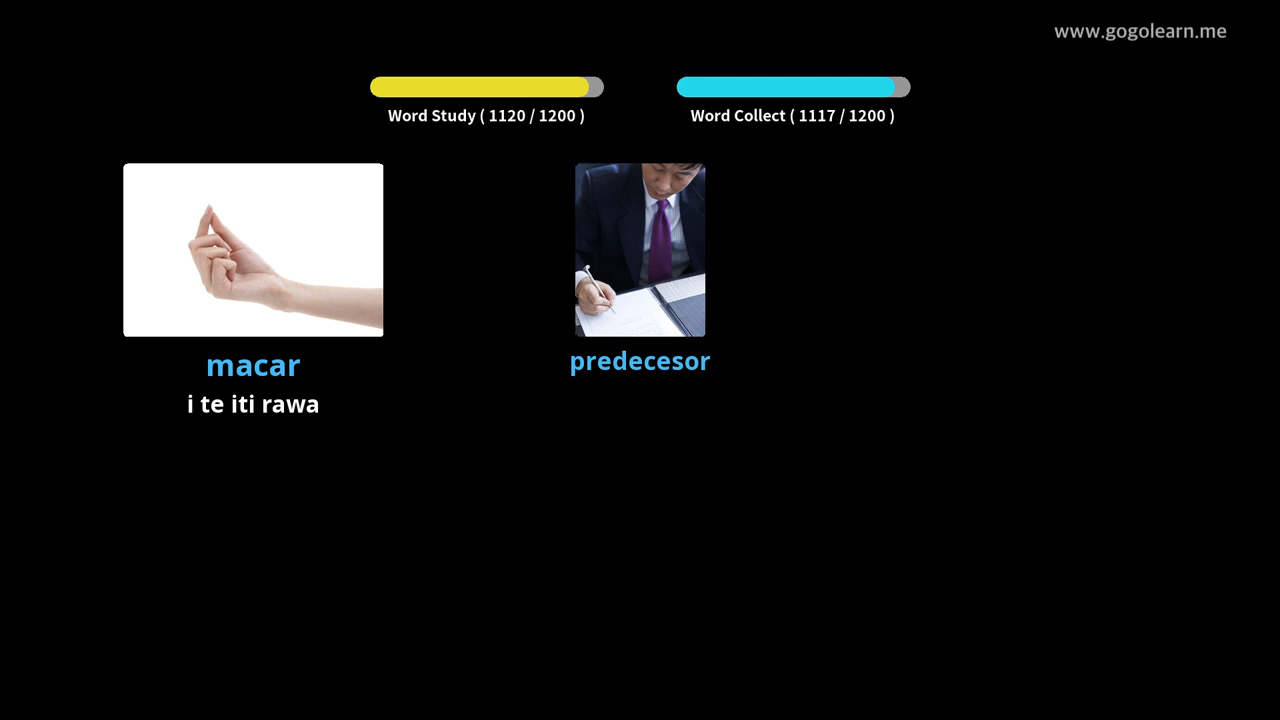 www.gogolearn.me
Word Study ( 1120 / 1200 )
Word Collect ( 1117 / 1200 )
macar
i te iti rawa
predecesor